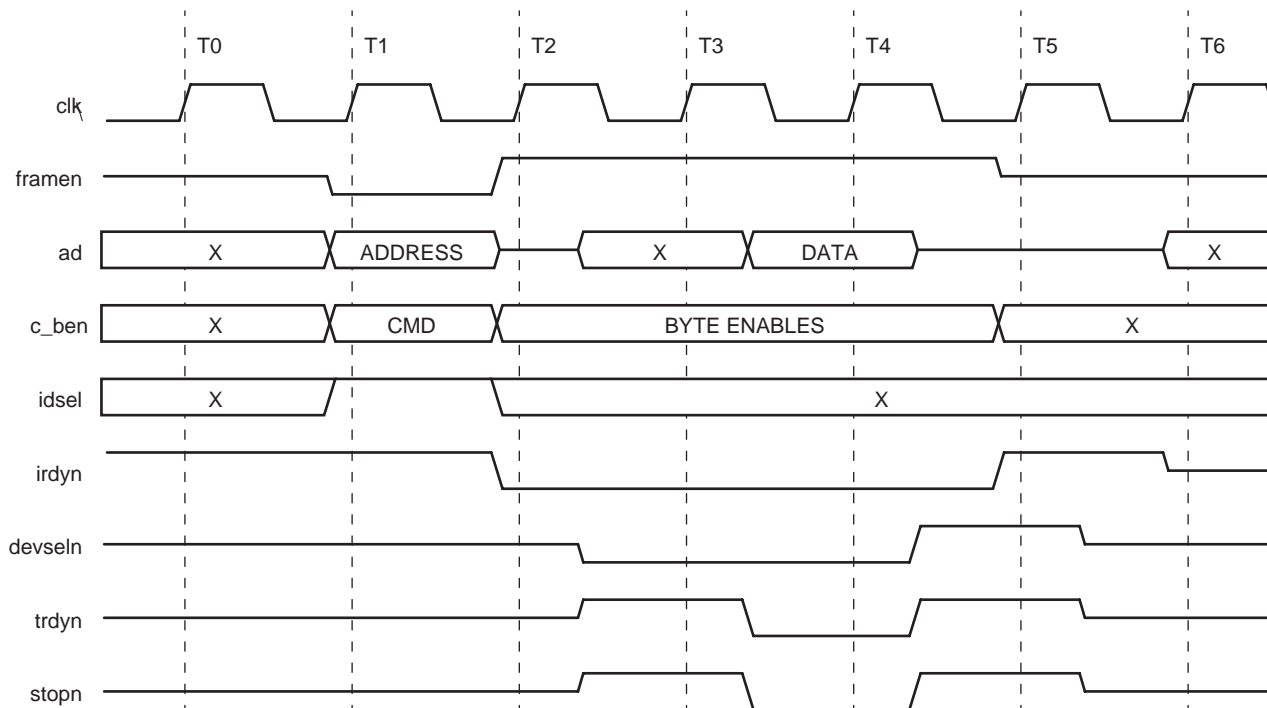 T0 T1 T2 T3 T4 T5 T6
clk
framen
ad X ADDRESS X DATA X
c_ben X CMD BYTE ENABLES X
idsel X X
irdyn
devseln
trdyn
stopn